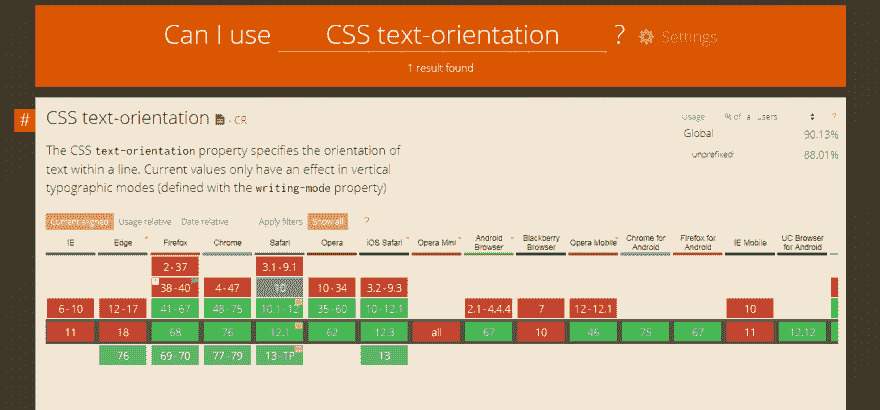 Can I use CSS text-orientation ? Settings
1 result found
#
CSS text-orientation - CR
Usage % of all users ?
Global 90.13%
unprefixed: 88.01%
The CSS text-orientation property specifies the orientation of
text within a line. Current values only have an effect in vertical
typographic modes (defined with the writing-mode property)
Current aligned Usage relative Date relative Apply filters Show all ?
IE Edge Firefox Chrome Safari Opera iOS Safari Opera Mini Android Browser Blackberry Browser Opera Mobile Chrome for Android Firefox for Android IE Mobile UC Browser for Android
2-37 3.1-9.1
38-40 4-47 10 10-34 3.2-9.3
6-10 12-17 41-67 48-75 10.1-12 35-60 10-12.1 2.1-4.4.4 7 12-12.1 10
11 18 68 76 12.1 62 12.3 all 67 10 46 75 67 11 12.12
76 69-70 77-79 13-TP 13